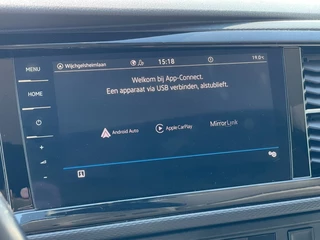 MENU
HOME
Wijchgelsheimlaan
15:18
19.0°C
Welkom bij App-Connect.
Een apparaat via USB verbinden, alstublieft.
Android Auto
Apple CarPlay
MirrorLink